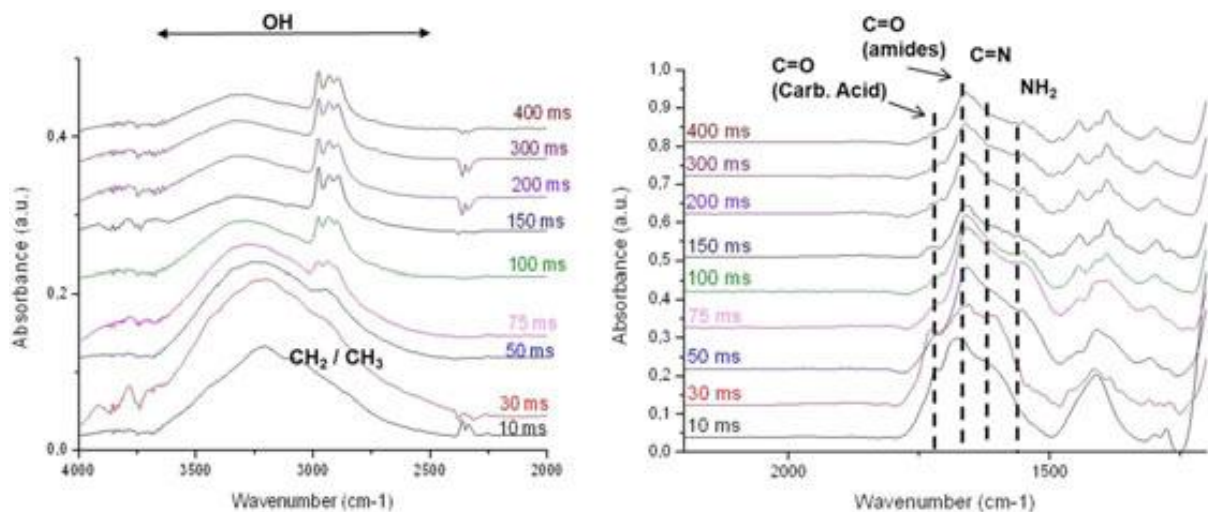 OH
0.4
0.2
0.0
400 ms
300 ms
200 ms
150 ms
100 ms
75 ms
50 ms
CH2 / CH3
30 ms
10 ms
4000 3500 3000 2500 2000
Wavenumber (cm-1)
Absorbance (a.u.)
C=O
(amides)
C=N
C=O
(Carb. Acid)
NH2
1.0
0.9
0.8
0.7
0.6
0.5
0.4
0.3
0.2
0.1
0.0
400 ms
300 ms
200 ms
150 ms
100 ms
75 ms
50 ms
30 ms
10 ms
2000 1500
Wavenumber (cm-1)
Absorbance (a.u.)